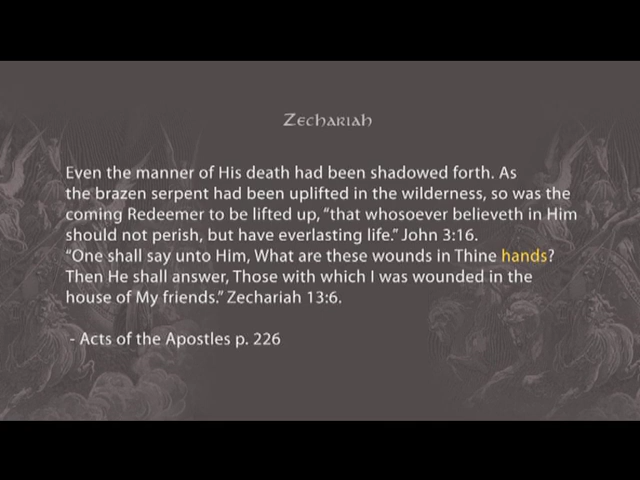 Zechariah
Even the manner of His death had been shadowed forth. As
the brazen serpent had been uplifted in the wilderness, so was the
coming Redeemer to be lifted up, “that whosoever believeth in Him
should not perish, but have everlasting life.” John 3:16.
“One shall say unto Him, What are these wounds in Thine hands?
Then He shall answer, Those with which I was wounded in the
house of My friends.” Zechariah 13:6.
- Acts of the Apostles p. 226